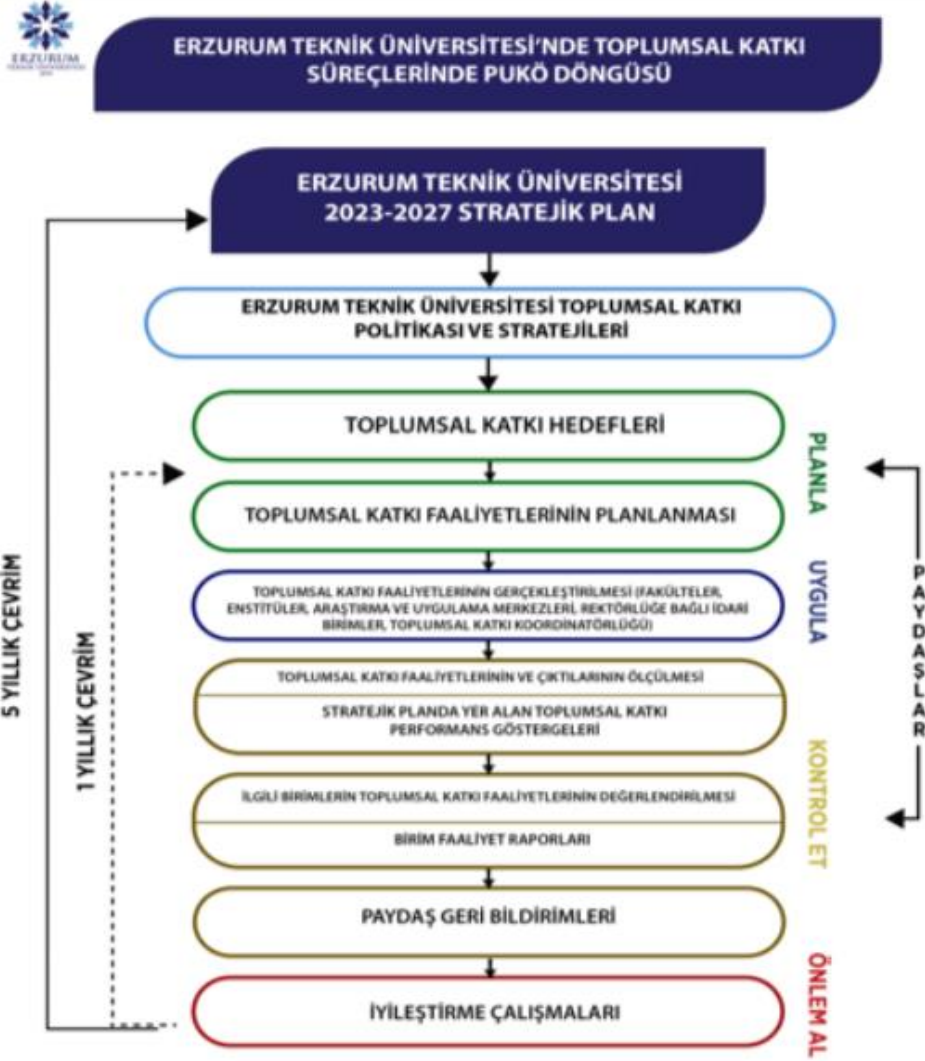 ERZURUM
ERZURUM TEKNİK ÜNİVERSİTESİ'NDE TOPLUMSAL KATKI
SÜREÇLERİNDE PUKÖ DÖNGÜSÜ
ERZURUM TEKNİK ÜNİVERSİTESİ
2023-2027 STRATEJİK PLAN
ERZURUM TEKNİK ÜNİVERSİTESİ TOPLUMSAL KATKI
POLİTİKASI VE STRATEJİLERİ
TOPLUMSAL KATKI HEDEFLERİ
TOPLUMSAL KATKI FAALİYETLERİNİN PLANLANMASI
PLANLA
TOPLUMSAL KATKI FAALİYETLERİNİN GERÇEKLEŞTİRİLMESİ (FAKÜLTELER,
ENSTİTÜLER, ARAŞTIRMA VE UYGULAMA MERKEZLERİ, REKTÖRLÜĞE BAĞLI İDARİ
BİRİMLER, TOPLUMSAL KATKI KOORDİNATÖRLÜĞÜ)
UYGULA
TOPLUMSAL KATKI FAALİYETLERİNİN VE ÇIKTILARININ ÖLÇÜLMESİ
STRATEJİK PLANDA YER ALAN TOPLUMSAL KATKI
PERFORMANS GÖSTERGELERİ
İLGİLİ BİRİMLERİN TOPLUMSAL KATKI FAALİYETLERİNİN DEĞERLENDİRİLMESİ
BİRİM FAALİYET RAPORLARI
PAYDAŞ GERİ BİLDİRİMLERİ
KONTROL ET
İYİLEŞTİRME ÇALIŞMALARI
ÖNLEM AL
5 YILLIK ÇEVRİM
1 YILLIK ÇEVRİM
PAYDAŞLAR